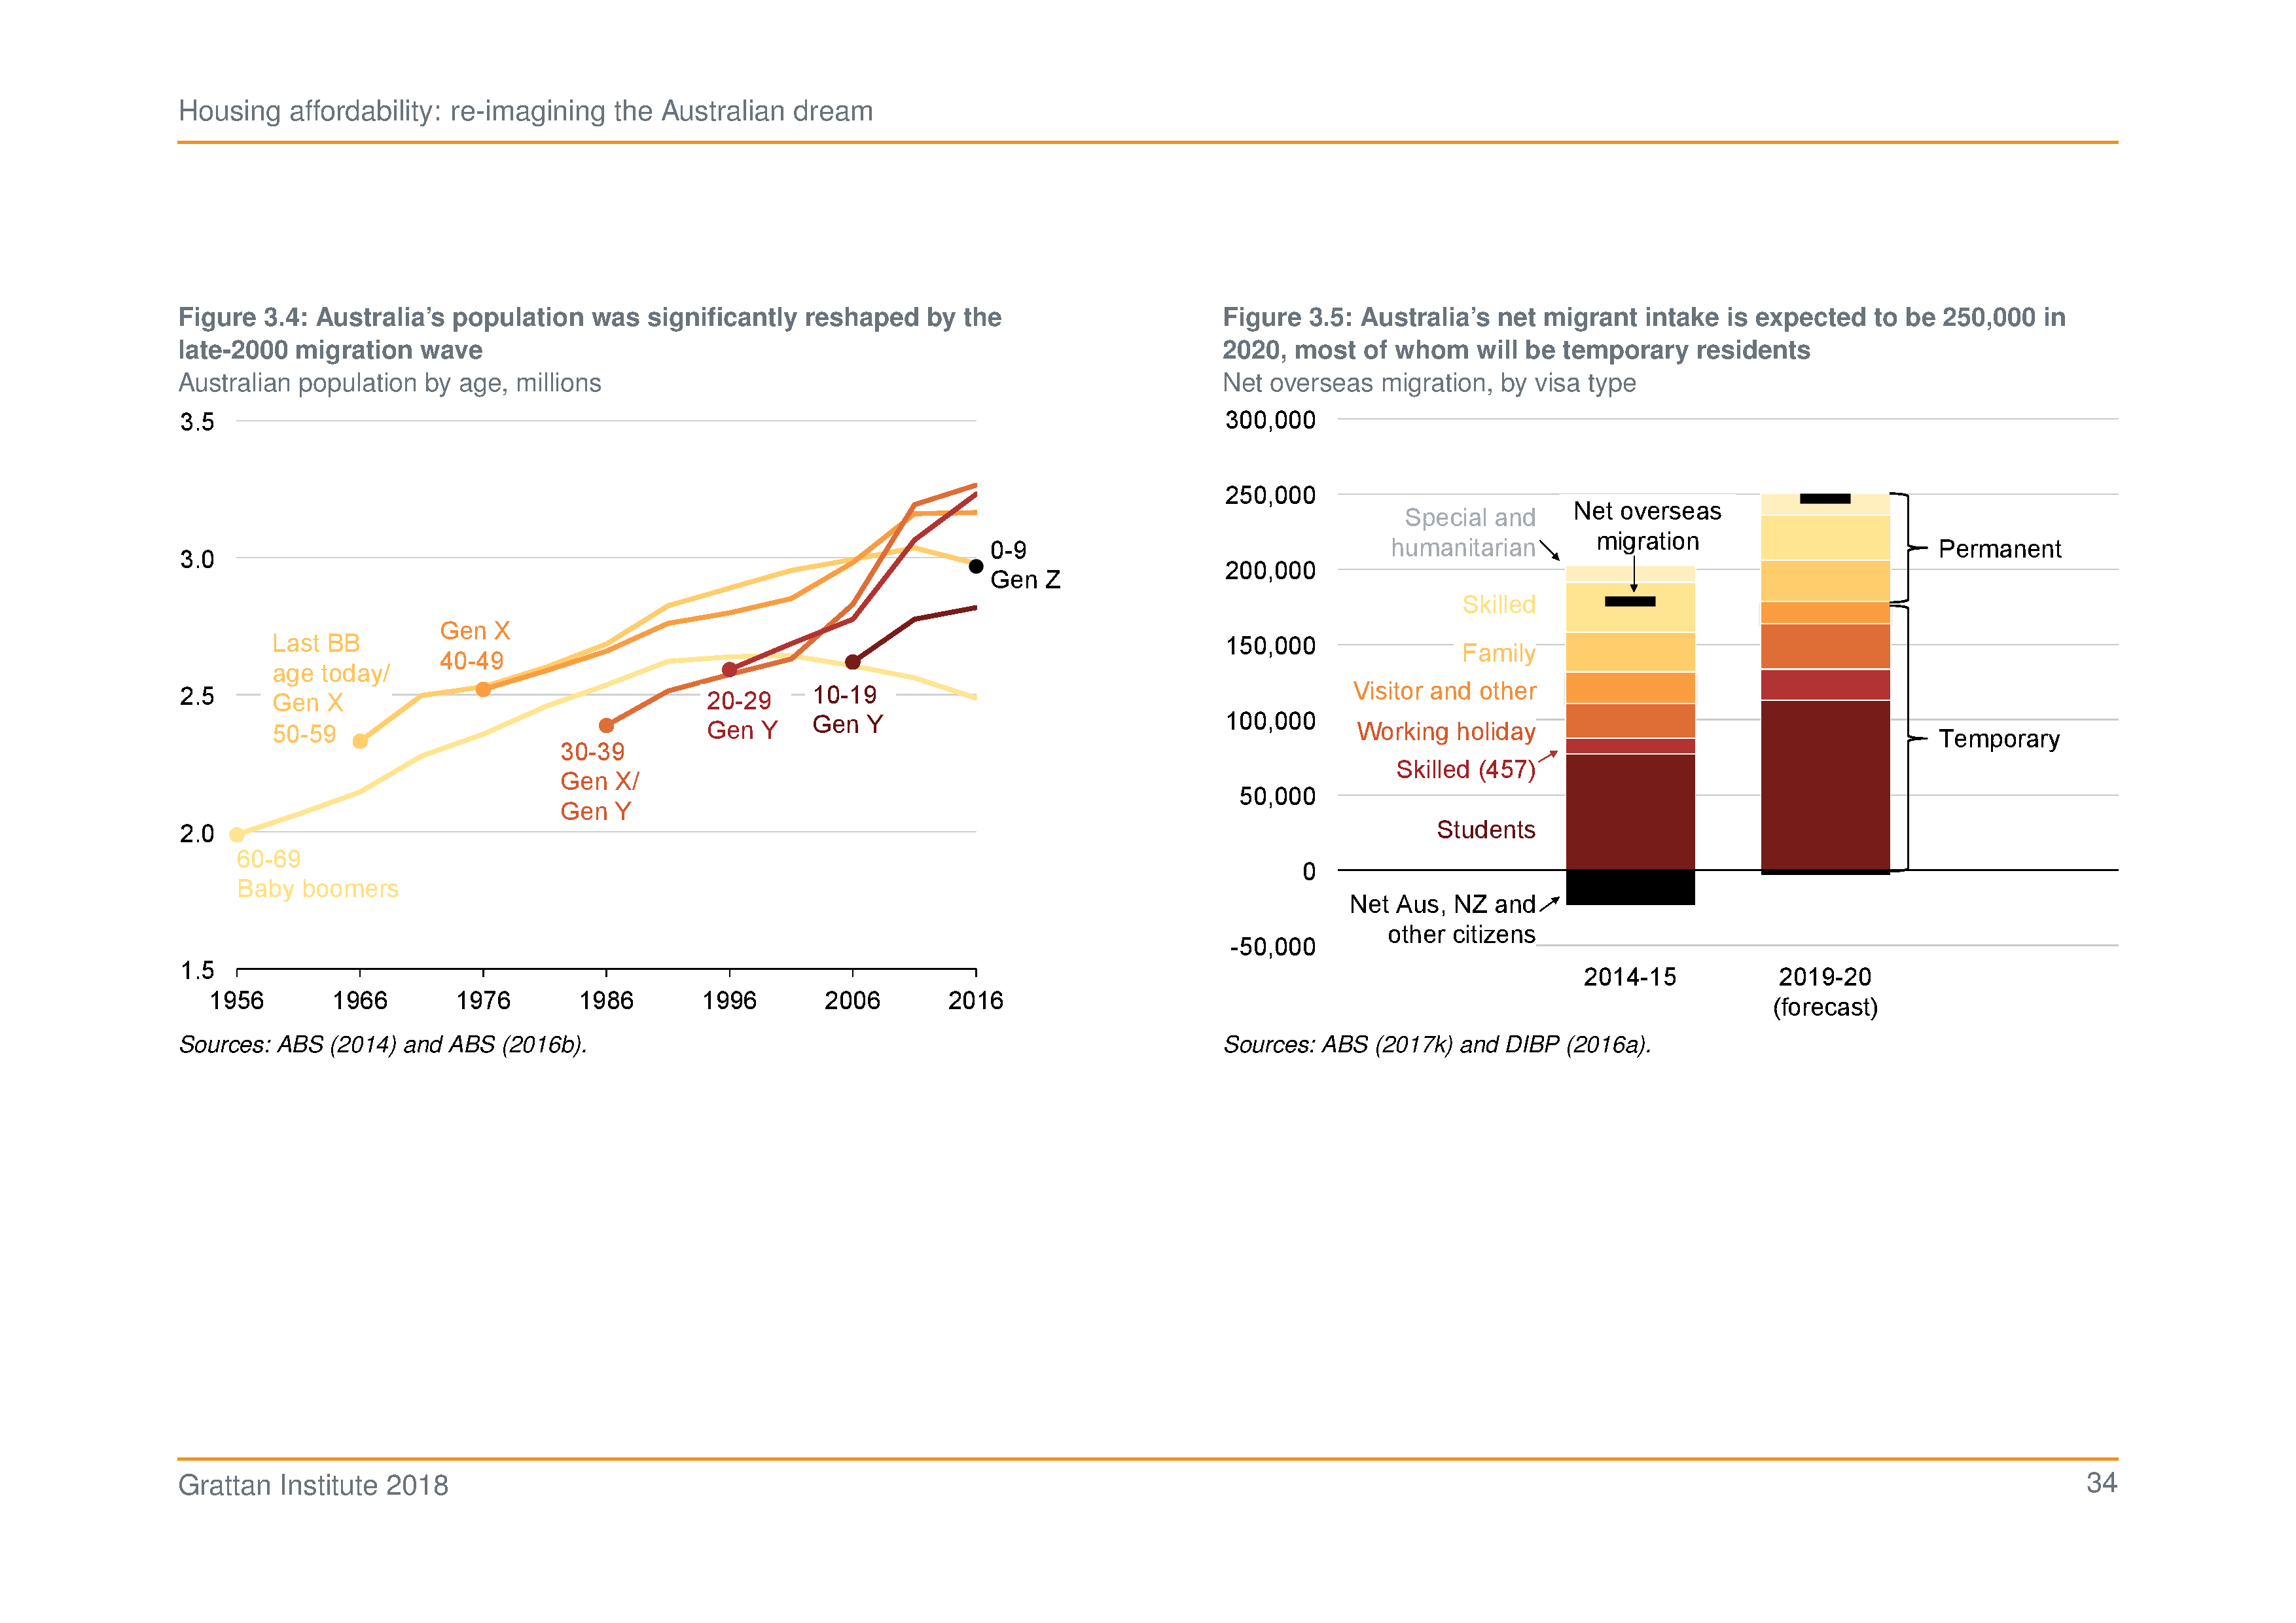 Housing affordability: re-imagining the Australian dream
Figure 3.4: Australia's population was significantly reshaped by the
late-2000 migration wave
Australian population by age, millions
3.5
3.0
2.5
2.0
1.5
Last BB
age today/
Gen X
50-59
Gen X
40-49
60-69
Baby boomers
30-39
Gen X/
Gen Y
20-29
Gen Y
10-19
Gen Y
0-9
Gen Z
1956
1966
1976
1986
1996
2006
2016
Sources: ABS (2014) and ABS (2016b).
Figure 3.5: Australia's net migrant intake is expected to be 250,000 in
2020, most of whom will be temporary residents
Net overseas migration, by visa type
300,000
250,000
200,000
150,000
100,000
50,000
0
-50,000
Special and
humanitarian
Net overseas
migration
Skilled
Family
Visitor and other
Working holiday
Skilled (457)
Students
Net Aus, NZ and
other citizens
Permanent
Temporary
2014-15
2019-20
(forecast)
Sources: ABS (2017k) and DIBP (2016a).
Grattan Institute 2018
34